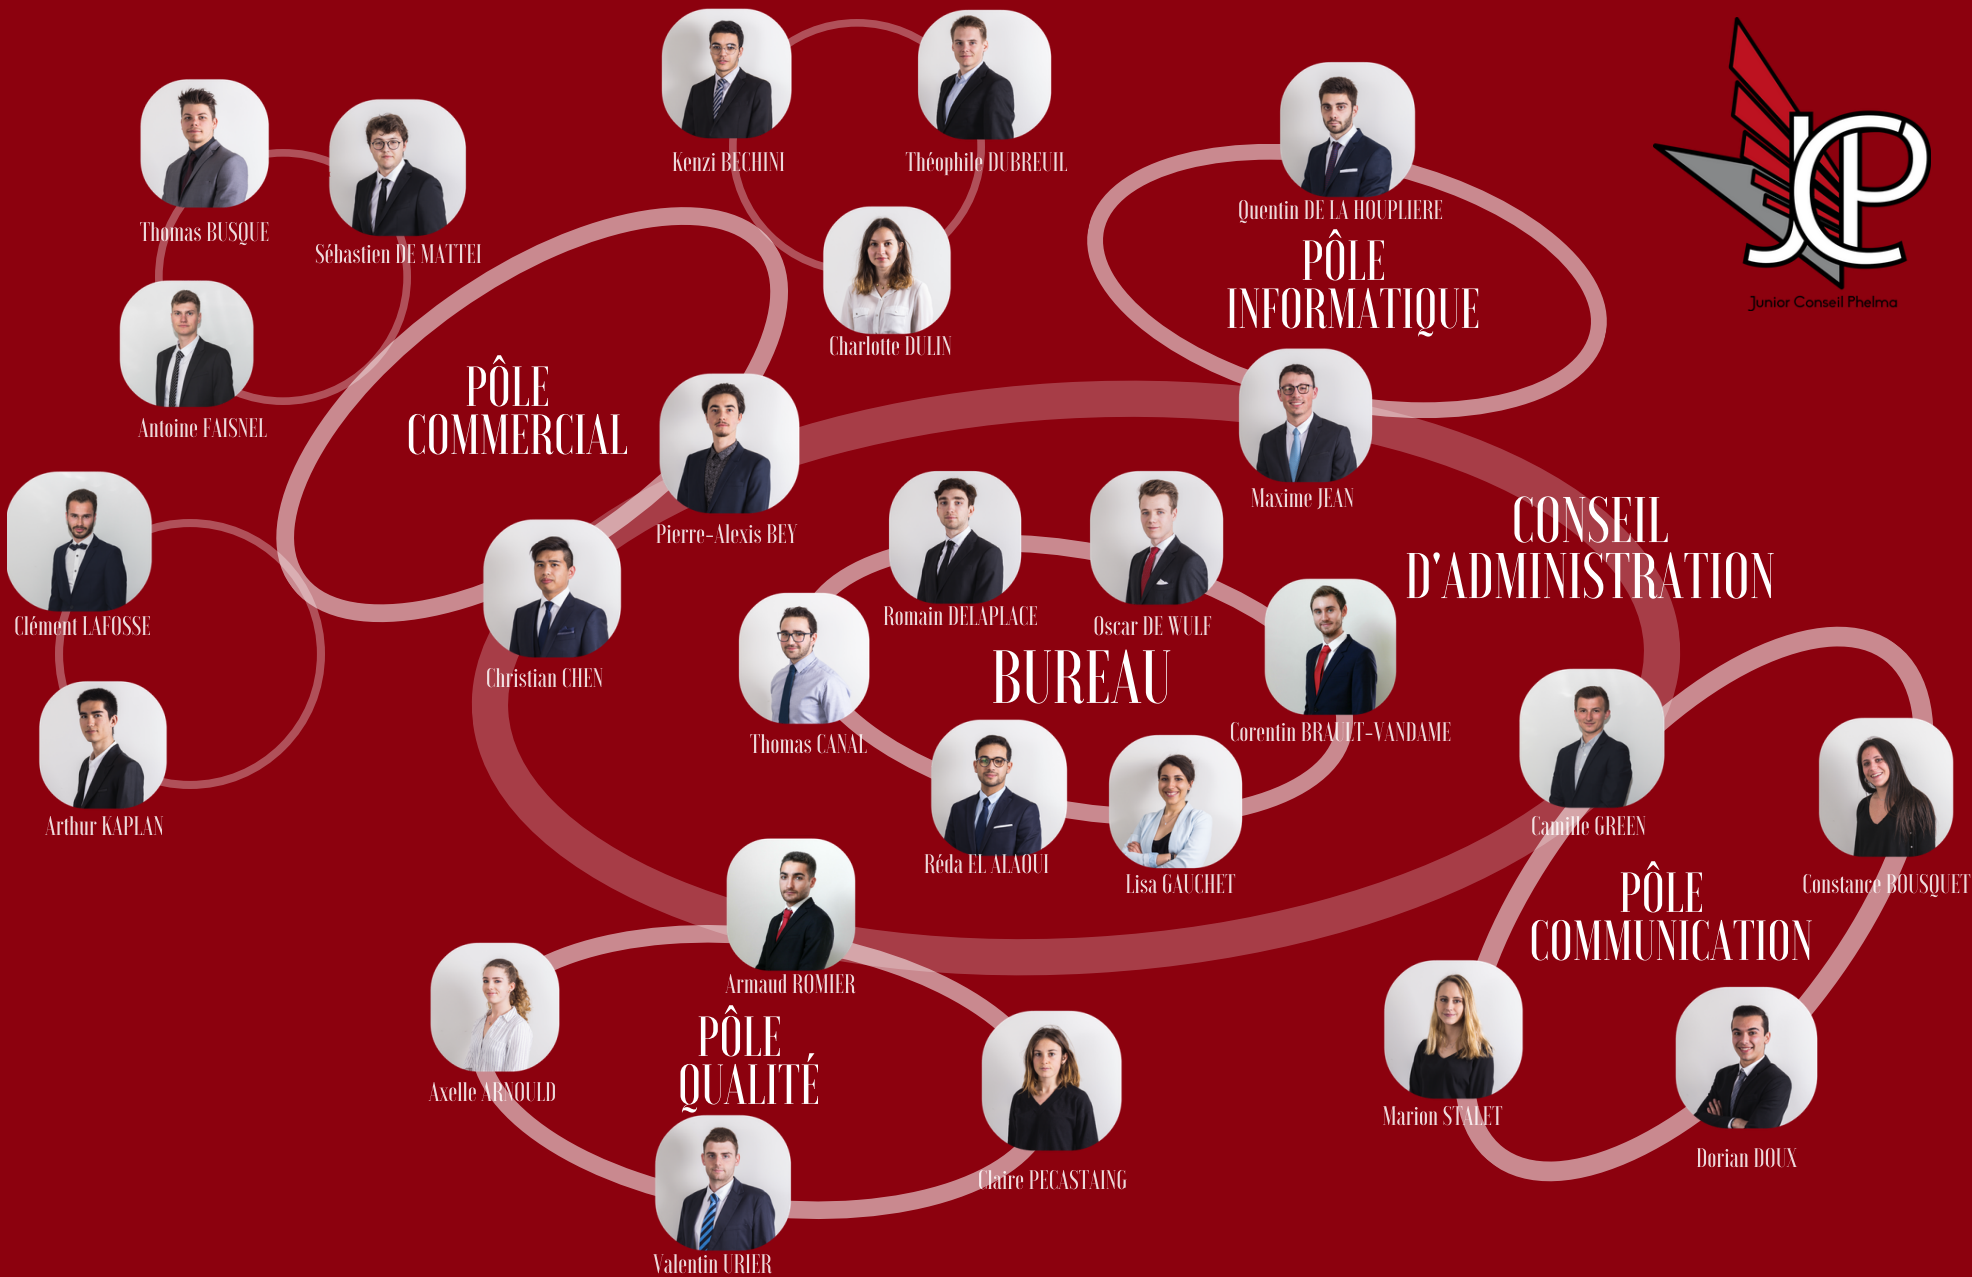 Kenzi BECHINI
Théophile DUBREUIL
Quentin DE LA HOUPLIERE
Thomas BUSQUE
Sébastien DE MATTEI
PÔLE
INFORMATIQUE
JCP
Junior Conseil Phelma
Charlotte DULIN
Antoine FAISNEL
PÔLE
COMMERCIAL
Pierre-Alexis BEY
Maxime JEAN
CONSEIL
D'ADMINISTRATION
Clément LAFOSSE
Christian CHEN
Romain DELAPLACE
Oscar DE WULF
BUREAU
Thomas CANAL
Corentin BRAULT-VANDAME
Arthur KAPLAN
Réda EL ALAOUI
Lisa GAUCHET
Camille GREEN
Constance BOUSQUET
PÔLE
COMMUNICATION
Armaud ROMIER
PÔLE
QUALITÉ
Axelle ARNOULD
Marion STALET
Dorian DOUX
Claire PECASTAING
Valentin URIER